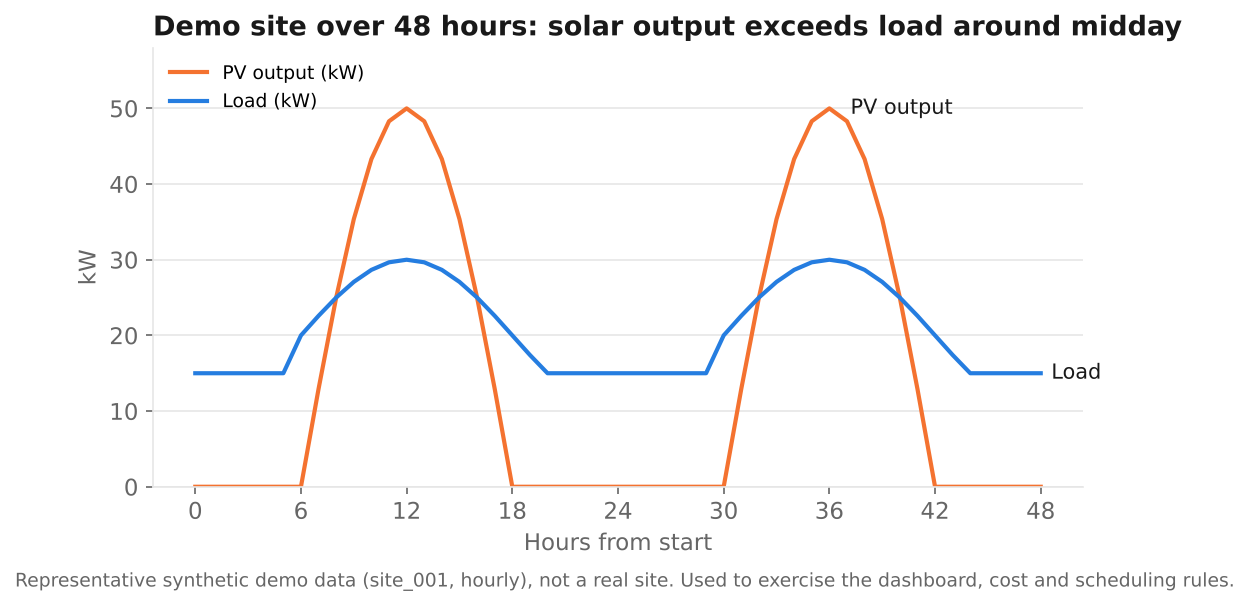 Demo site over 48 hours: solar output exceeds load around midday
PV output (kW)
Load (kW)
PV output
Load
kW
50
40
30
20
10
0
0 6 12 18 24 30 36 42 48
Hours from start
Representative synthetic demo data (site_001, hourly), not a real site. Used to exercise the dashboard, cost and scheduling rules.